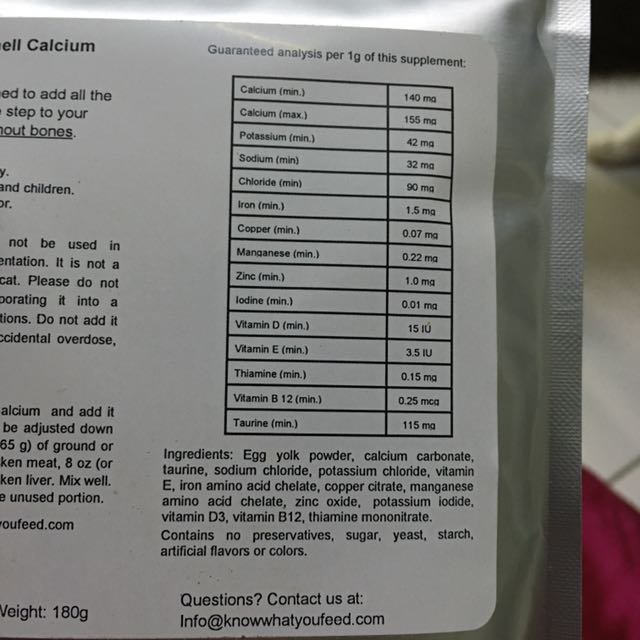 ell Calcium
ed to add all the
step to your
hout bones.
y.
and children.
or.
not be used in
entation. It is not a
cat. Please do not
porating it into a
tions. Do not add it
ccidental overdose,
alcium and add it
be adjusted down
65 g) of ground or
ken meat, 8 oz (or
ken liver. Mix well.
e unused portion.
youfeed.com
Weight: 180g
Guaranteed analysis per 1g of this supplement:
Calcium (min.) 140 mg
Calcium (max.) 155 mg
Potassium (min.) 42 mg
Sodium (min) 32 mg
Chloride (min) 90 mg
Iron (min.) 1.5 mg
Copper (min.) 0.07 mg
Manganese (min.) 0.22 mg
Zinc (min.) 1.0 mg
Iodine (min.) 0.01 mg
Vitamin D (min.) 15 IU
Vitamin E (min.) 3.5 IU
Thiamine (min.) 0.15 mg
Vitamin B 12 (min.) 0.25 mcg
Taurine (min.) 115 mg
Ingredients: Egg yolk powder, calcium carbonate,
taurine, sodium chloride, potassium chloride, vitamin
E, iron amino acid chelate, copper citrate, manganese
amino acid chelate, zinc oxide, potassium iodide,
vitamin D3, vitamin B12, thiamine mononitrate.
Contains no preservatives, sugar, yeast, starch,
artificial flavors or colors.
Questions? Contact us at:
Info@knowwhatyoufeed.com